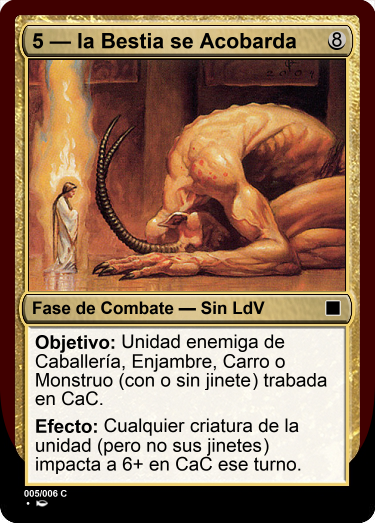 5 — la Bestia se Acobarda 8
Fase de Combate — Sin LdV
Objetivo: Unidad enemiga de
Caballería, Enjambre, Carro o
Monstruo (con o sin jinete) trabada
en CaC.
Efecto: Cualquier criatura de la
unidad (pero no sus jinetes)
impacta a 6+ en CaC ese turno.
005/006 C